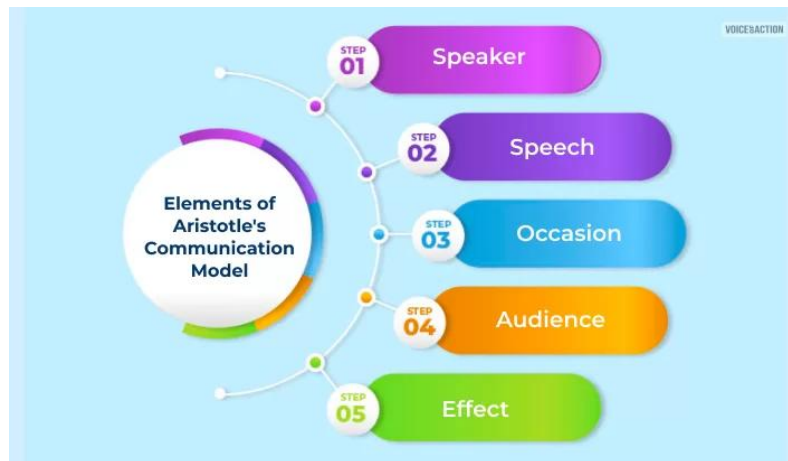 VOICE&ACTION
STEP
01
Speaker
STEP
02
Speech
Elements of
Aristotle's
Communication
Model
STEP
03
Occasion
STEP
04
Audience
STEP
05
Effect